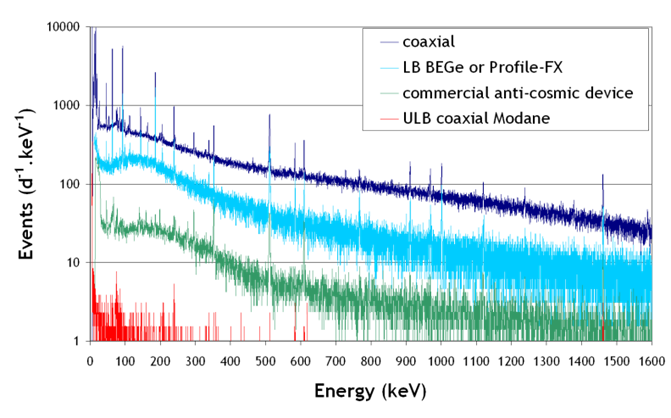 10000
1000
100
10
1
Events (d⁻¹.keV⁻¹)
coaxial
LB BEGe or Profile-FX
commercial anti-cosmic device
ULB coaxial Modane
0 100 200 300 400 500 600 700 800 900 1000 1100 1200 1300 1400 1500 1600
Energy (keV)